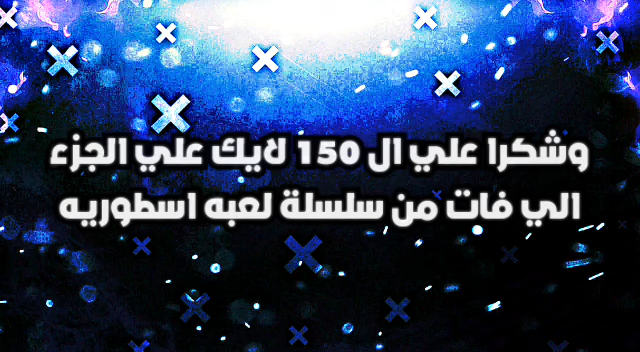 وشكرا علي ال 150 لايك علي الجزء
الي فات من سلسلة لعبه اسطوريه